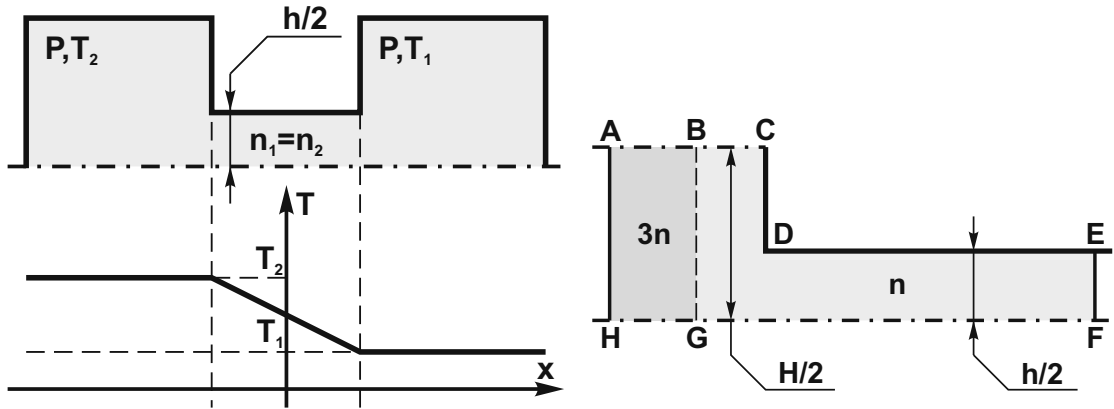 h/2
P,T₂
P,T₁
n₁=n₂
T
T₂
T₁
x
A
B
C
3n
D
E
n
H
G
F
H/2
h/2